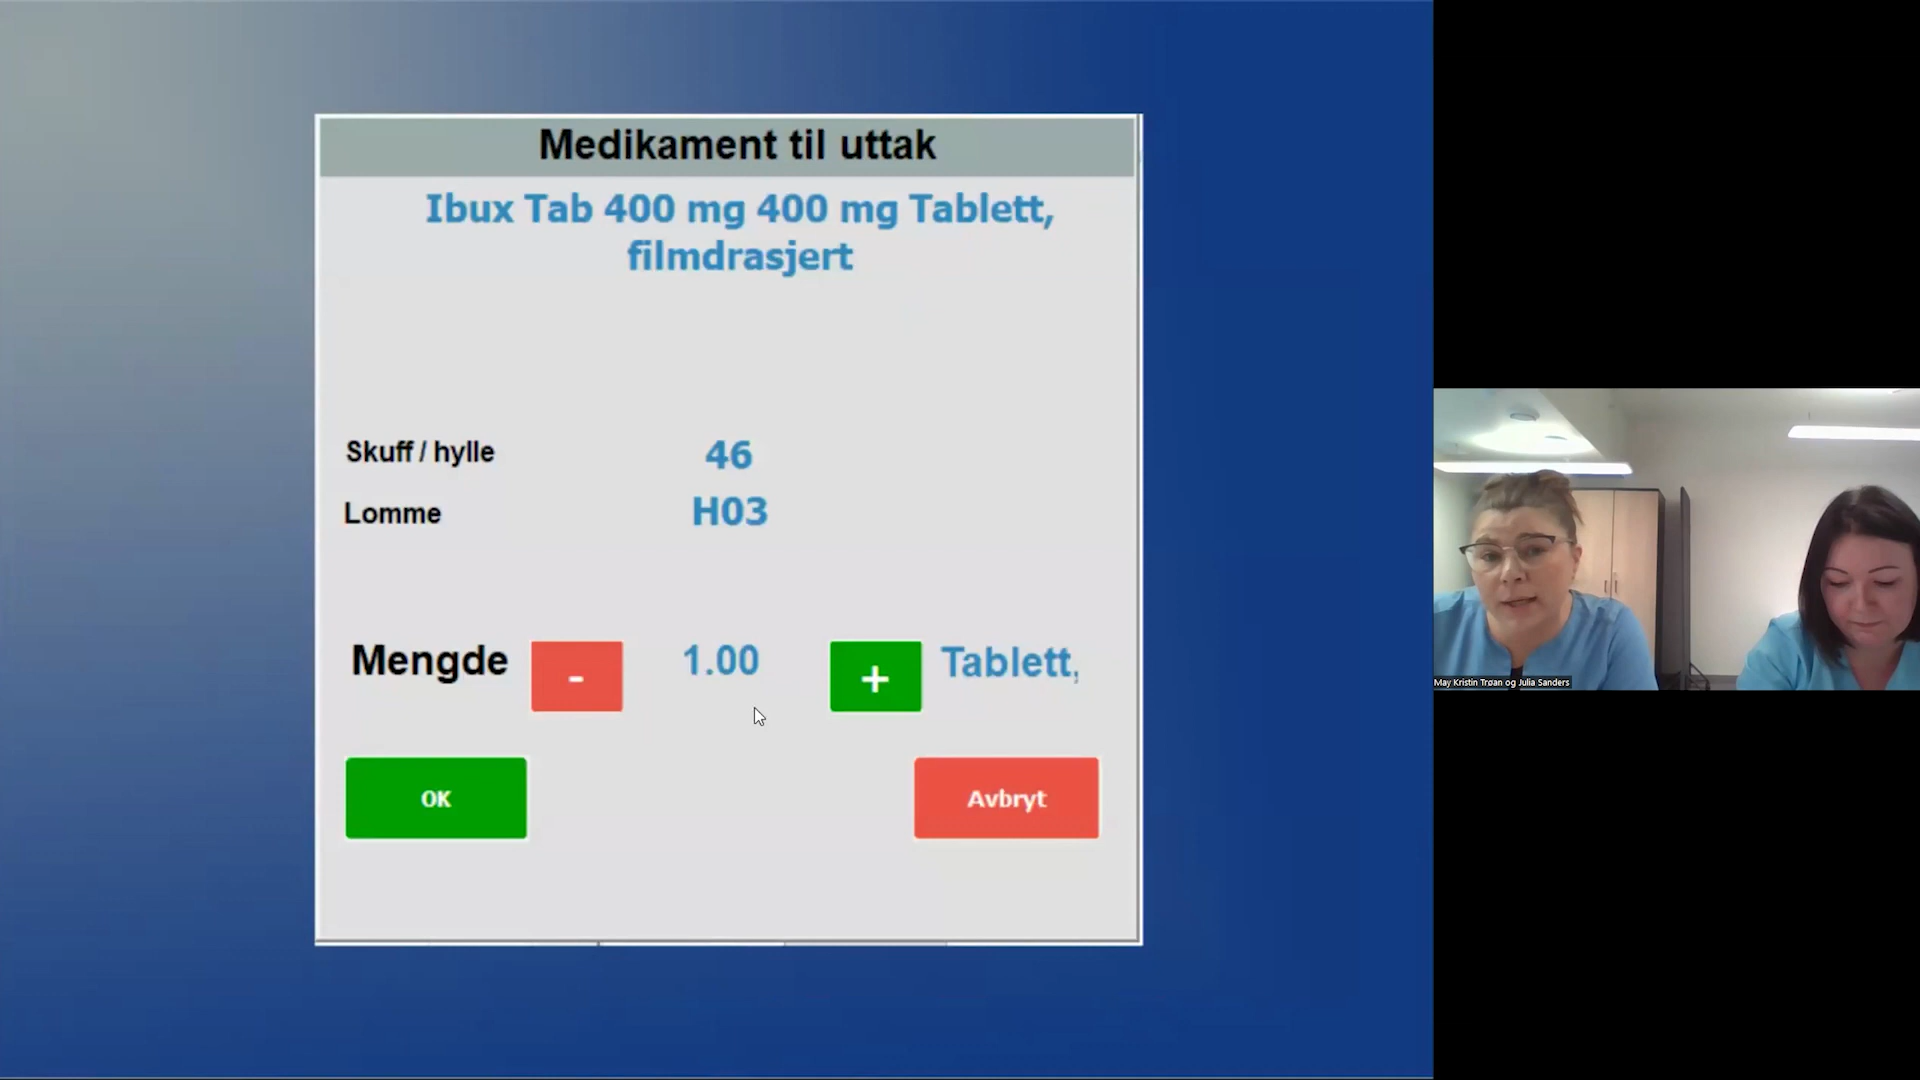 Medikament til uttak
Ibux Tab 400 mg 400 mg Tablett,
filmdrasjert
Skuff / hylle 46
Lomme H03
Mengde - 1.00 + Tablett,
OK Avbryt
May Kristin Trøan og Julia Sanders